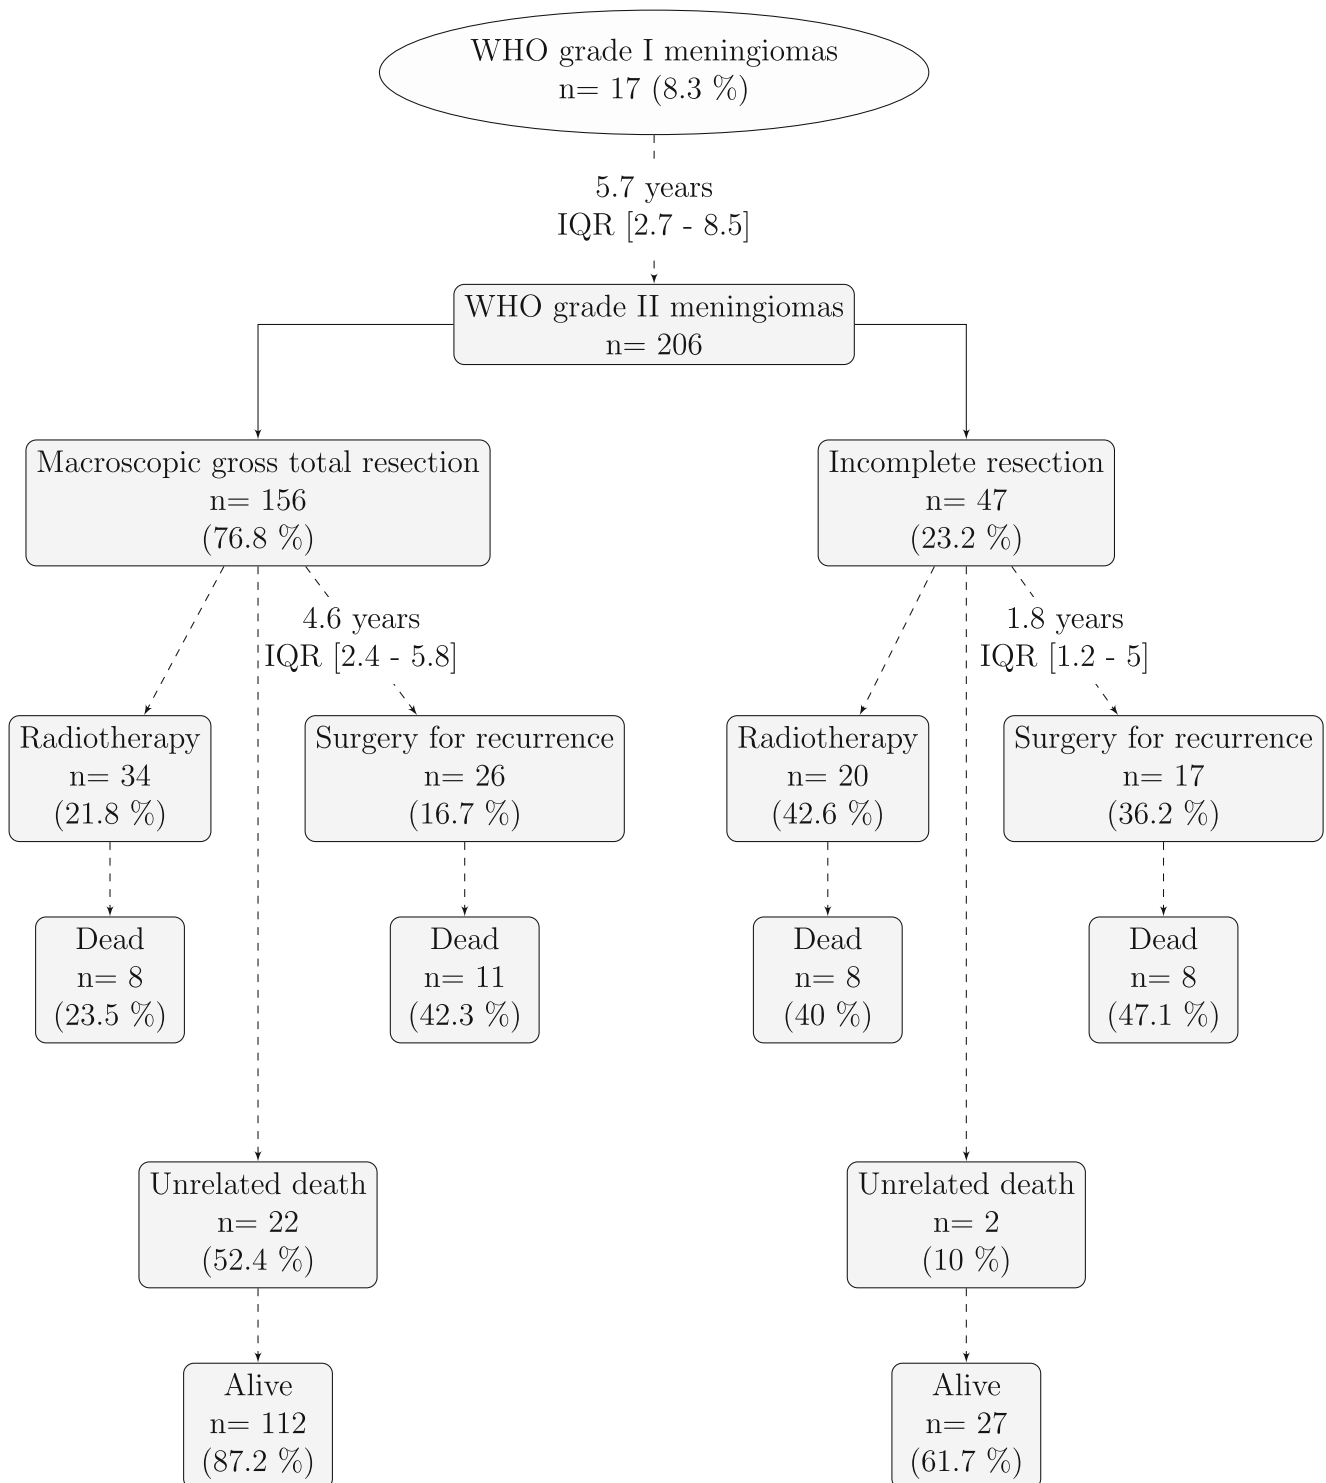 WHO grade I meningiomas
n= 17 (8.3 %)
5.7 years
IQR [2.7 - 8.5]
WHO grade II meningiomas
n= 206
Macroscopic gross total resection
n= 156
(76.8 %)
Incomplete resection
n= 47
(23.2 %)
4.6 years
IQR [2.4 - 5.8]
1.8 years
IQR [1.2 - 5]
Radiotherapy
n= 34
(21.8 %)
Surgery for recurrence
n= 26
(16.7 %)
Radiotherapy
n= 20
(42.6 %)
Surgery for recurrence
n= 17
(36.2 %)
Dead
n= 8
(23.5 %)
Dead
n= 11
(42.3 %)
Dead
n= 8
(40 %)
Dead
n= 8
(47.1 %)
Unrelated death
n= 22
(52.4 %)
Unrelated death
n= 2
(10 %)
Alive
n= 112
(87.2 %)
Alive
n= 27
(61.7 %)